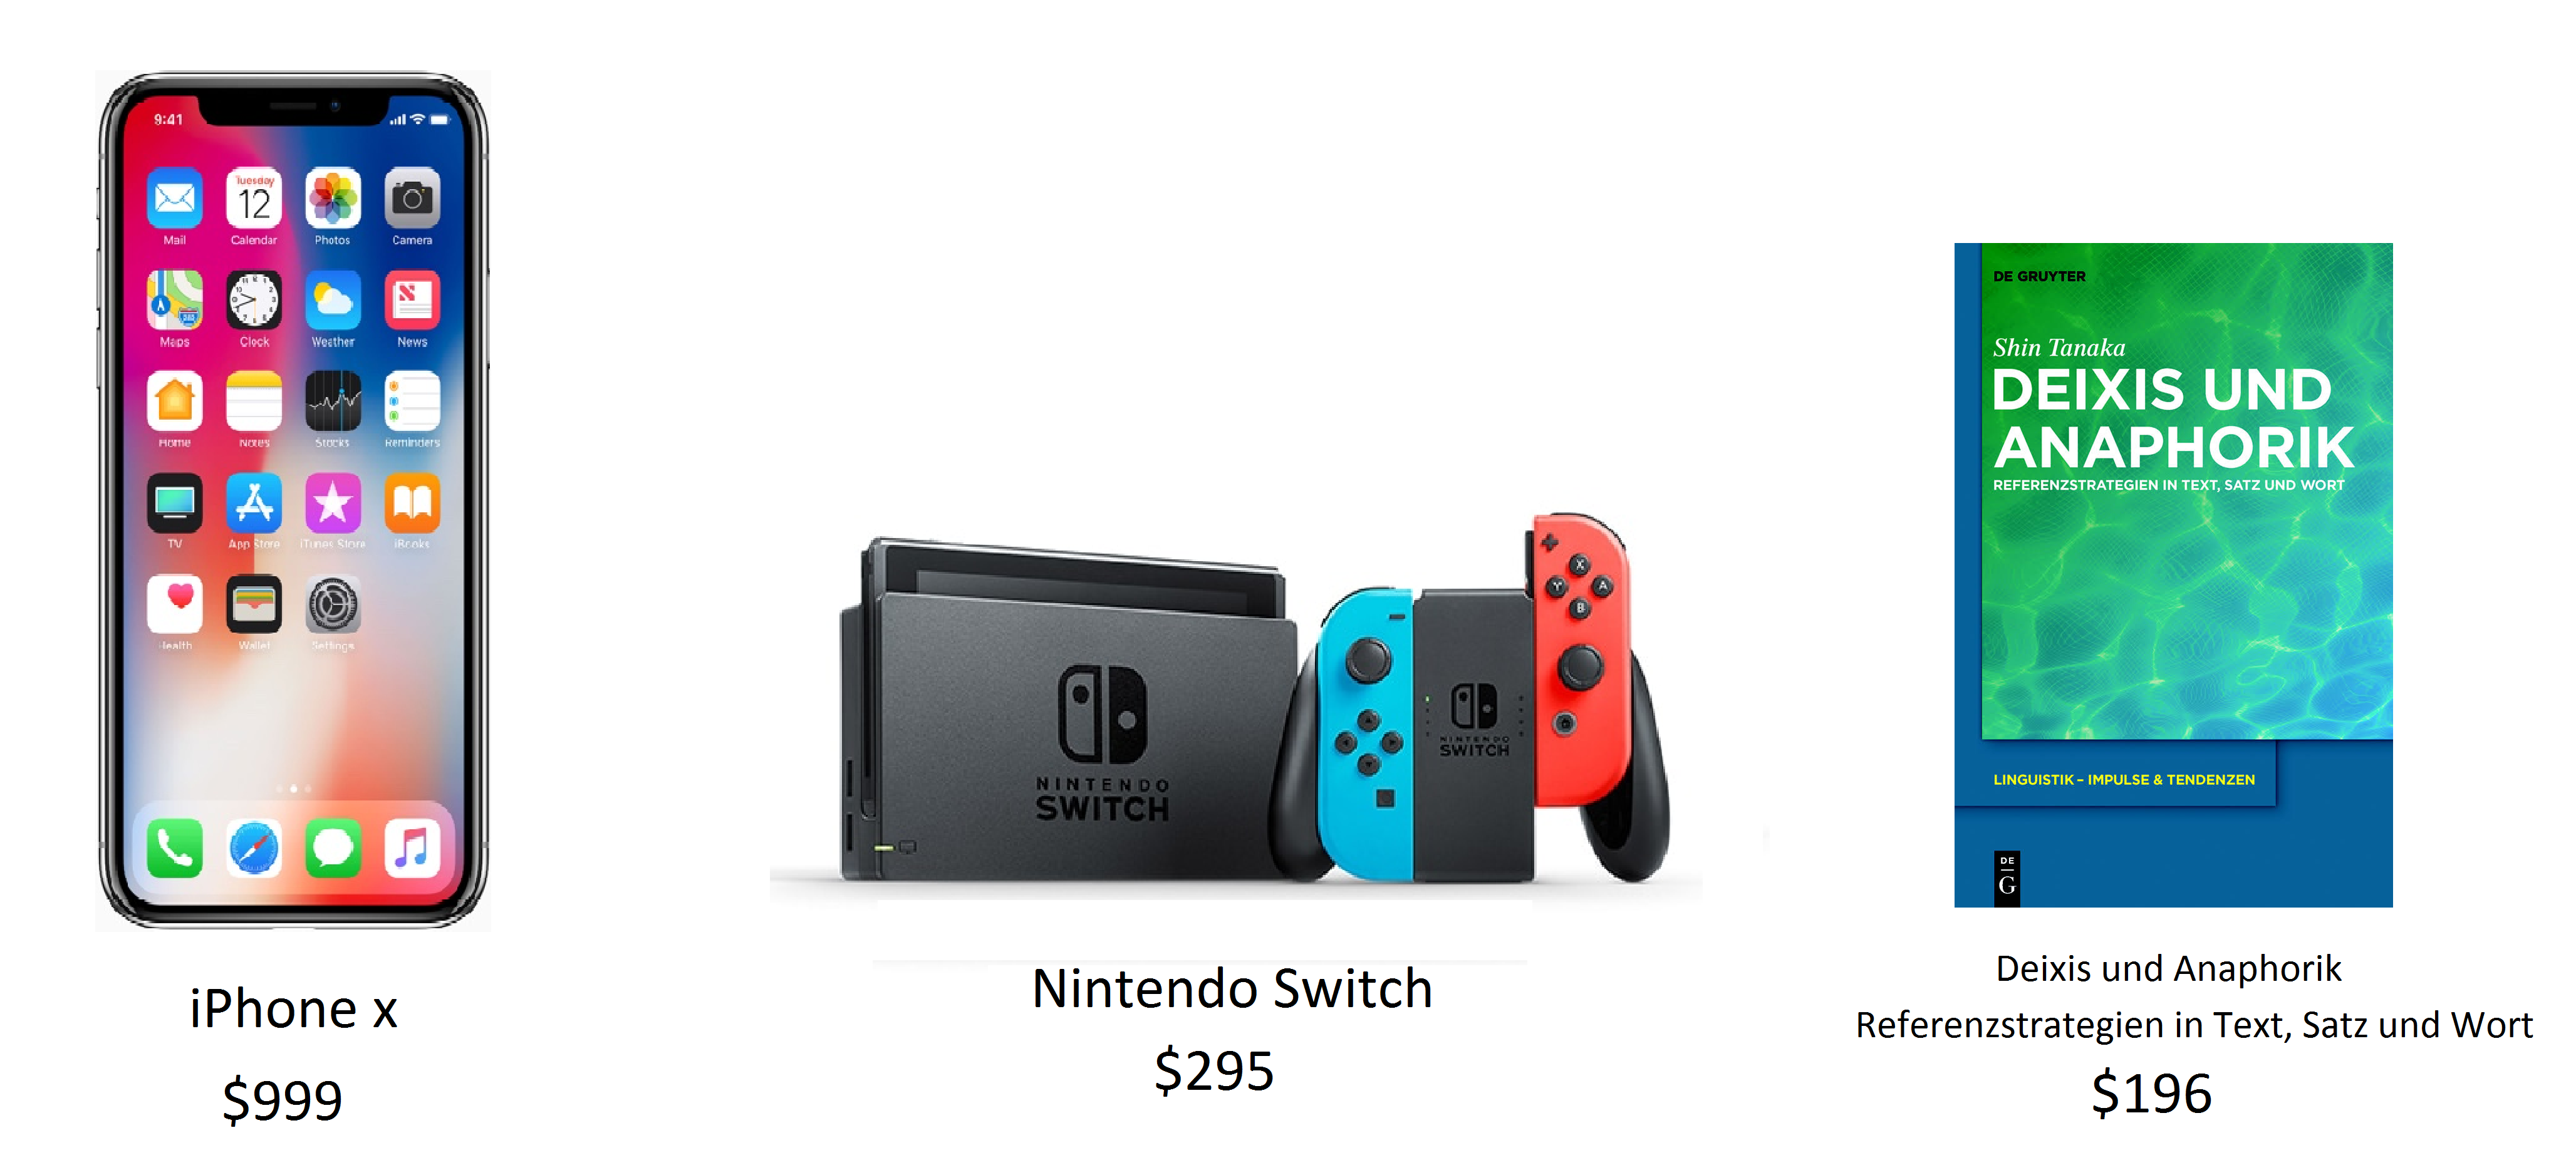 9:41
Tuesday
12
Mail
Calendar
Photos
Camera
Maps
Clock
Weather
News
Home
Notes
Stocks
Reminders
TV
App Store
iTunes Store
iBooks
Health
Wallet
Settings
iPhone x
$999
NINTENDO
SWITCH
X
Y
A
B
NINTENDO
SWITCH
Nintendo Switch
$295
DE GRUYTER
Shin Tanaka
DEIXIS UND
ANAPHORIK
REFERENZSTRATEGIEN IN TEXT, SATZ UND WORT
LINGUISTIK – IMPULSE & TENDENZEN
DE
G
Deixis und Anaphorik
Referenzstrategien in Text, Satz und Wort
$196